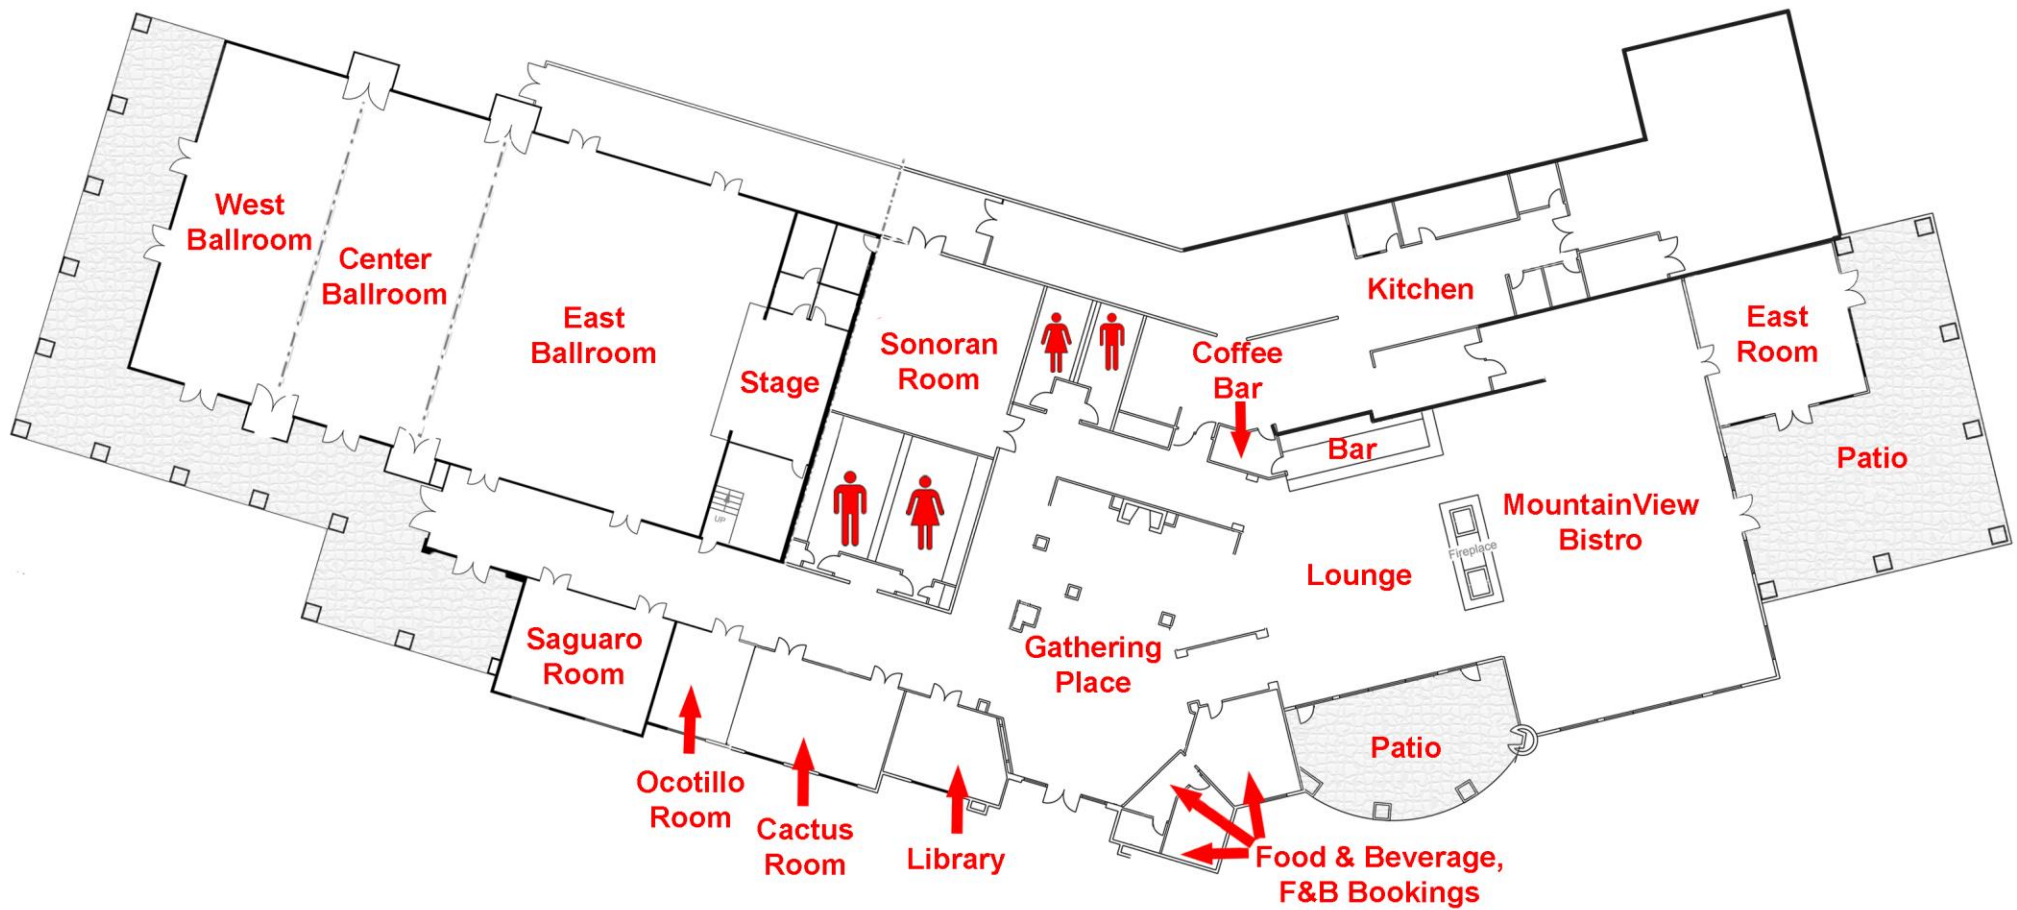 West
Ballroom
Center
Ballroom
East
Ballroom
Stage
UP
Sonoran
Room
Coffee
Bar
Bar
Kitchen
East
Room
Patio
MountainView
Bistro
Fireplace
Lounge
Gathering
Place
Saguaro
Room
Ocotillo
Room
Cactus
Room
Library
Patio
Food & Beverage,
F&B Bookings